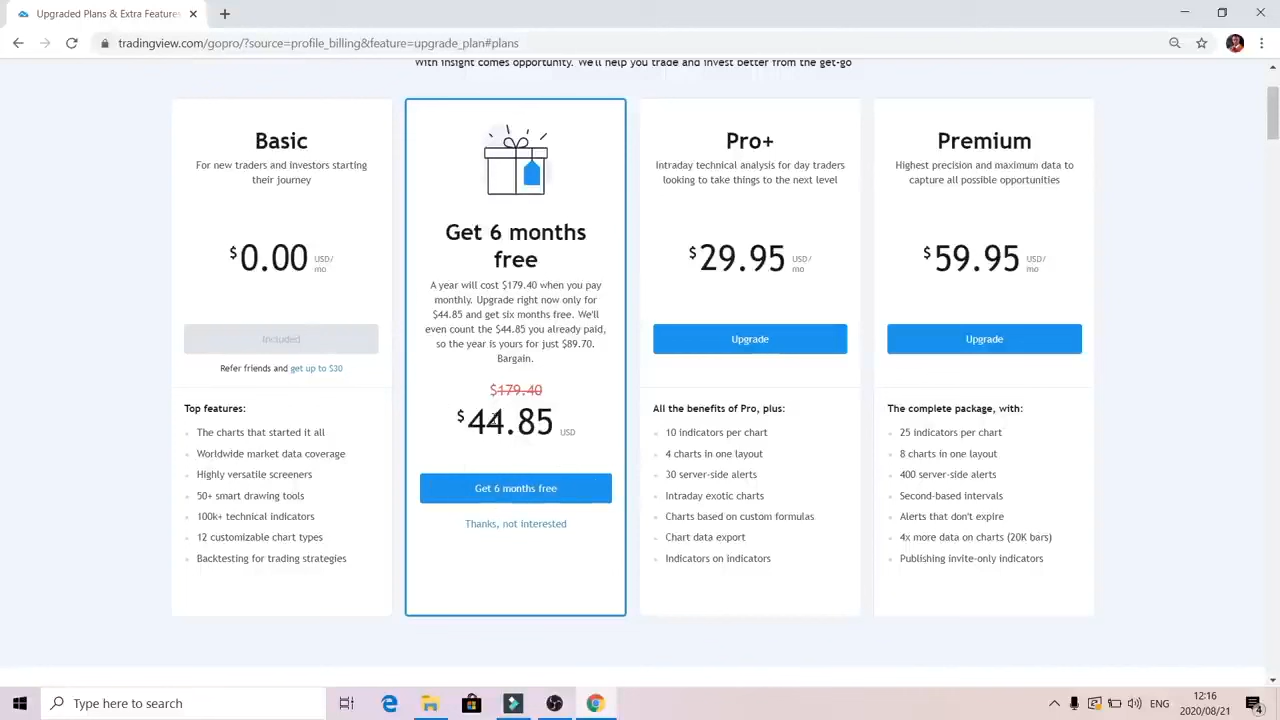 Upgraded Plans & Extra Features
tradingview.com/gopro/?source=profile_billing&feature=upgrade_plan#plans
With insight comes opportunity. We'll help you trade and invest better from the get-go
Basic
For new traders and investors starting
their journey
$0.00 USD/
mo
Included
Refer friends and get up to $30
Top features:
The charts that started it all
Worldwide market data coverage
Highly versatile screeners
50+ smart drawing tools
100k+ technical indicators
12 customizable chart types
Backtesting for trading strategies
Get 6 months
free
A year will cost $179.40 when you pay
monthly. Upgrade right now only for
$44.85 and get six months free. We'll
even count the $44.85 you already paid,
so the year is yours for just $89.70.
Bargain.
$179.40
$44.85 USD
Get 6 months free
Thanks, not interested
Pro+
Intraday technical analysis for day traders
looking to take things to the next level
$29.95 USD/
mo
Upgrade
All the benefits of Pro, plus:
10 indicators per chart
4 charts in one layout
30 server-side alerts
Intraday exotic charts
Charts based on custom formulas
Chart data export
Indicators on indicators
Premium
Highest precision and maximum data to
capture all possible opportunities
$59.95 USD/
mo
Upgrade
The complete package, with:
25 indicators per chart
8 charts in one layout
400 server-side alerts
Second-based intervals
Alerts that don't expire
4x more data on charts (20K bars)
Publishing invite-only indicators
Type here to search
ENG
12:16
2020/08/21
4